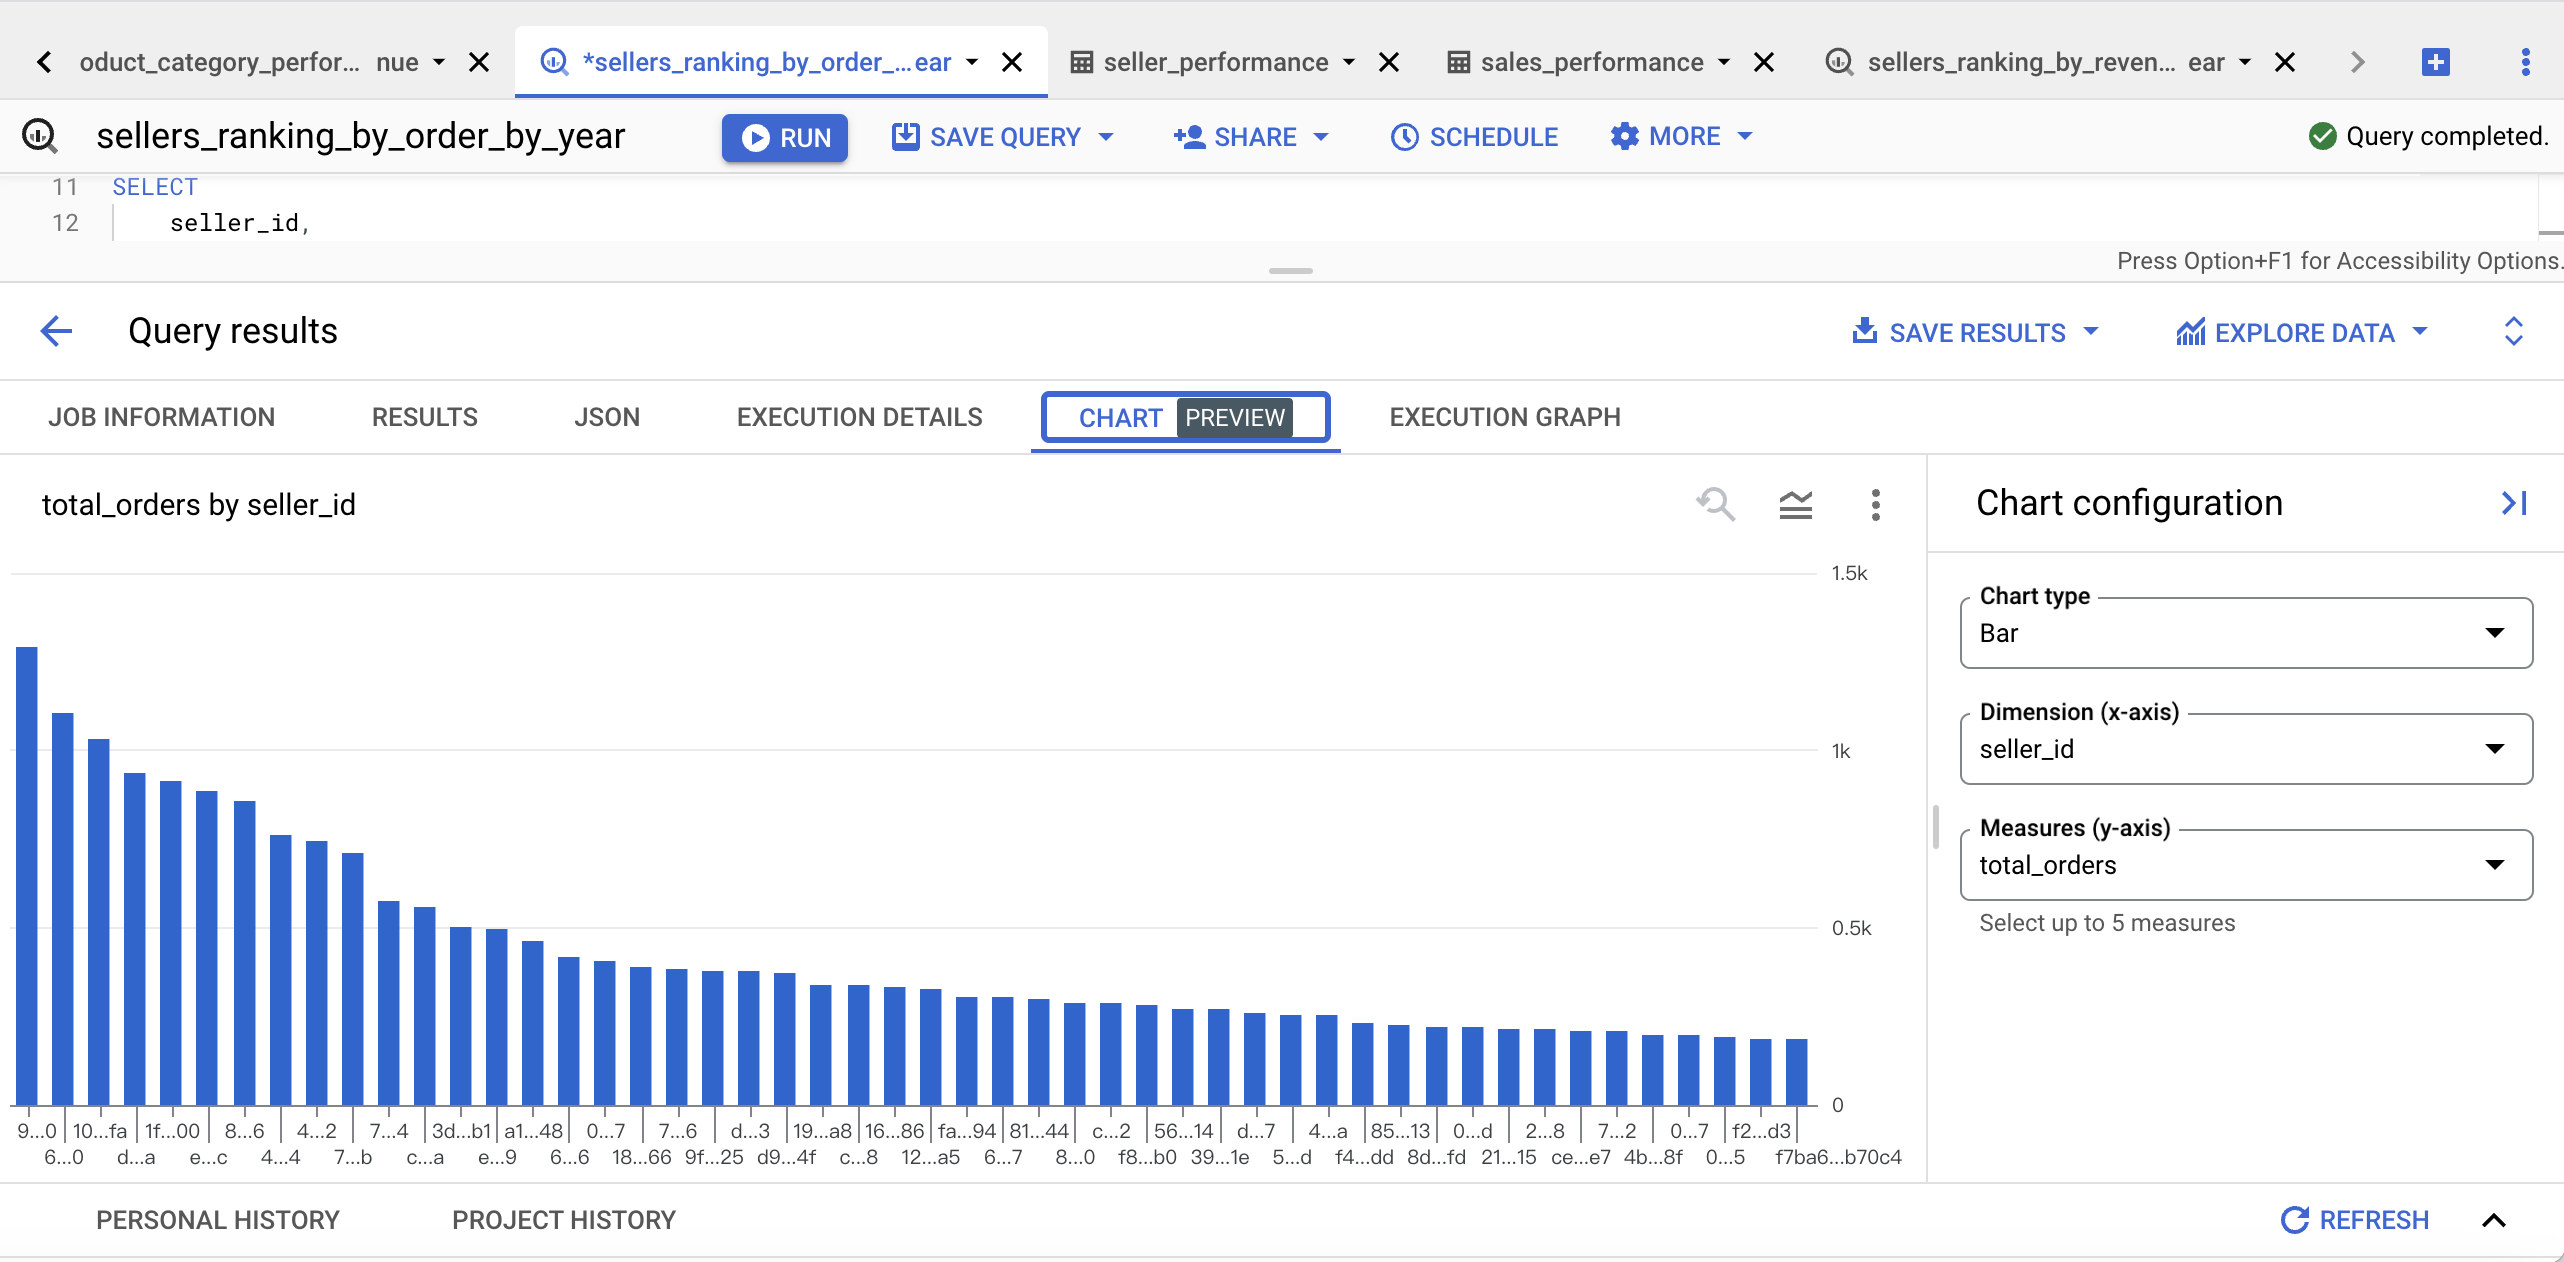 oduct_category_perfor... nue
*sellers_ranking_by_order_...ear
seller_performance
sales_performance
sellers_ranking_by_reven... ear
sellers_ranking_by_order_by_year
RUN
SAVE QUERY
SHARE
SCHEDULE
MORE
Query completed.
11 SELECT
12 seller_id,
Press Option+F1 for Accessibility Options.
Query results
SAVE RESULTS
EXPLORE DATA
JOB INFORMATION
RESULTS
JSON
EXECUTION DETAILS
CHART PREVIEW
EXECUTION GRAPH
total_orders by seller_id
1.5k
1k
0.5k
0
9...0 10...fa 1f...00 8...6 4...2 7...4 3d...b1 a1...48 0...7 7...6 d...3 19...a8 16...86 fa...94 81...44 c...2 56...14 d...7 4...a 85...13 0...d 2...8 7...2 0...7 f2...d3
6...0 d...a e...c 4...4 7...b c...a e...9 6...6 18...66 9f...25 d9...4f c...8 12...a5 6...7 8...0 f8...b0 39...1e 5...d f4...dd 8d...fd 21...15 ce...e7 4b...8f 0...5 f7ba6...b70c4
Chart configuration
Chart type
Bar
Dimension (x-axis)
seller_id
Measures (y-axis)
total_orders
Select up to 5 measures
PERSONAL HISTORY
PROJECT HISTORY
REFRESH